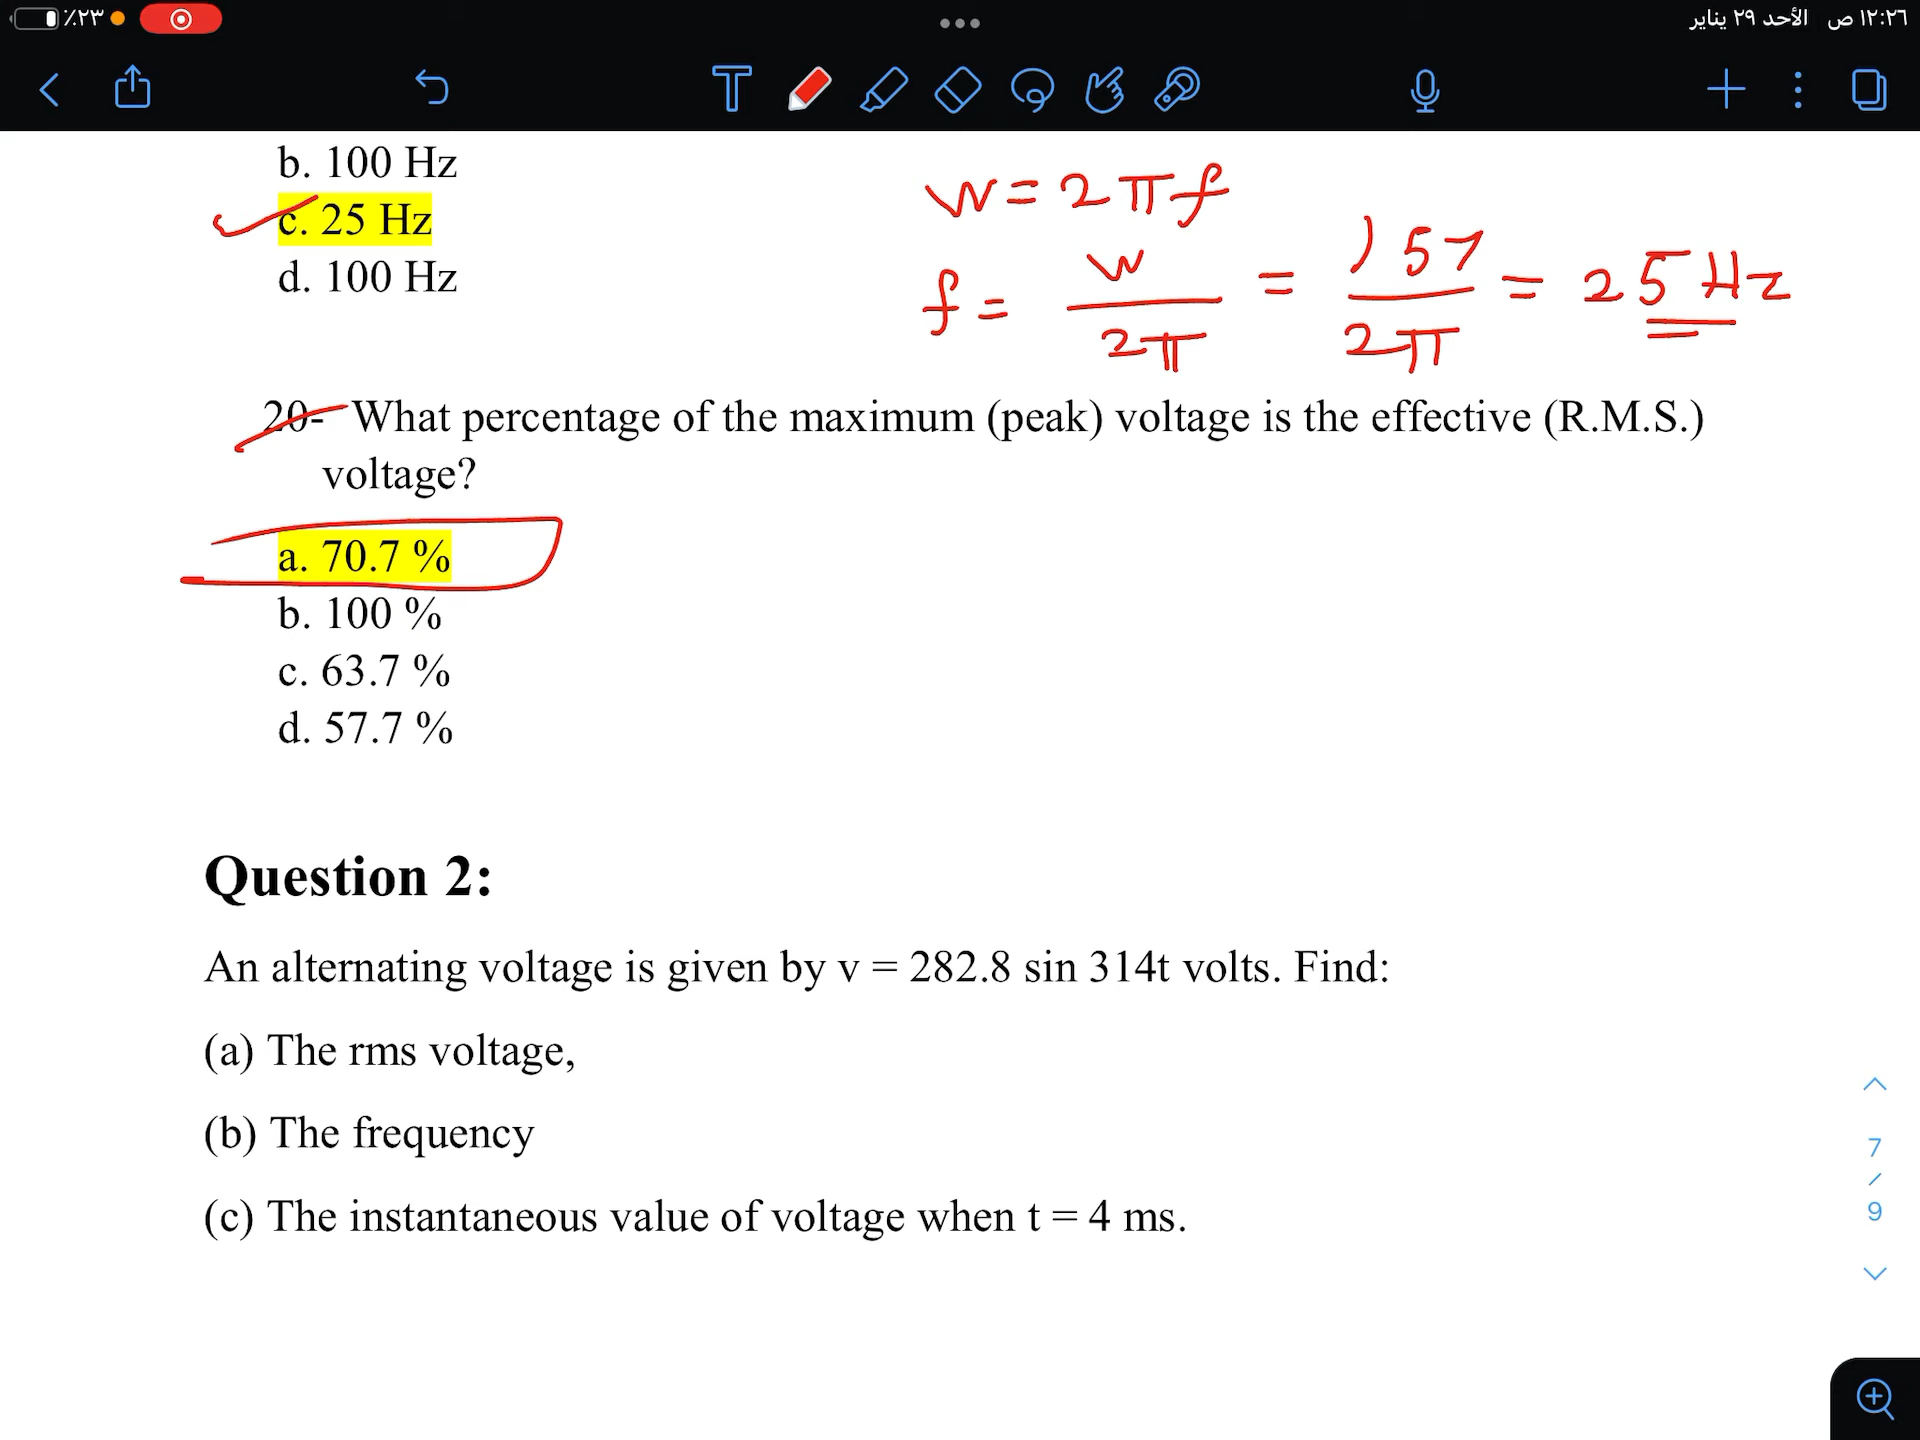 ٪٢٣
١٢:٢٦ ص الأحد ٢٩ يناير
b. 100 Hz
c. 25 Hz
d. 100 Hz
w = 2πf
f = w / 2π = 157 / 2π = 25 Hz
20- What percentage of the maximum (peak) voltage is the effective (R.M.S.)
voltage?
a. 70.7 %
b. 100 %
c. 63.7 %
d. 57.7 %
Question 2:
An alternating voltage is given by v = 282.8 sin 314t volts. Find:
(a) The rms voltage,
(b) The frequency
(c) The instantaneous value of voltage when t = 4 ms.
7
/
9